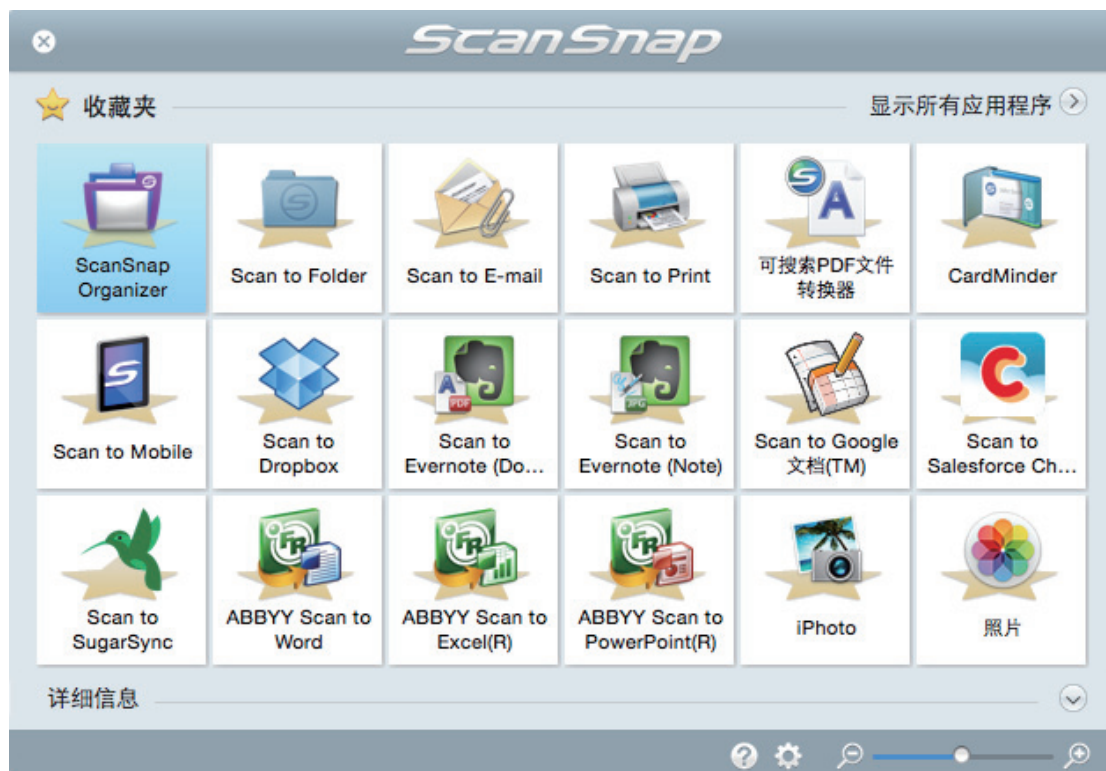 ScanSnap
收藏夹
显示所有应用程序
ScanSnap
Organizer
Scan to Folder
Scan to E-mail
Scan to Print
可搜索PDF文件
转换器
CardMinder
Scan to Mobile
Scan to
Dropbox
Scan to
Evernote (Do...
Scan to
Evernote (Note)
Scan to Google
文档(TM)
Scan to
Salesforce Ch...
Scan to
SugarSync
ABBYY Scan to
Word
ABBYY Scan to
Excel(R)
ABBYY Scan to
PowerPoint(R)
iPhoto
照片
详细信息